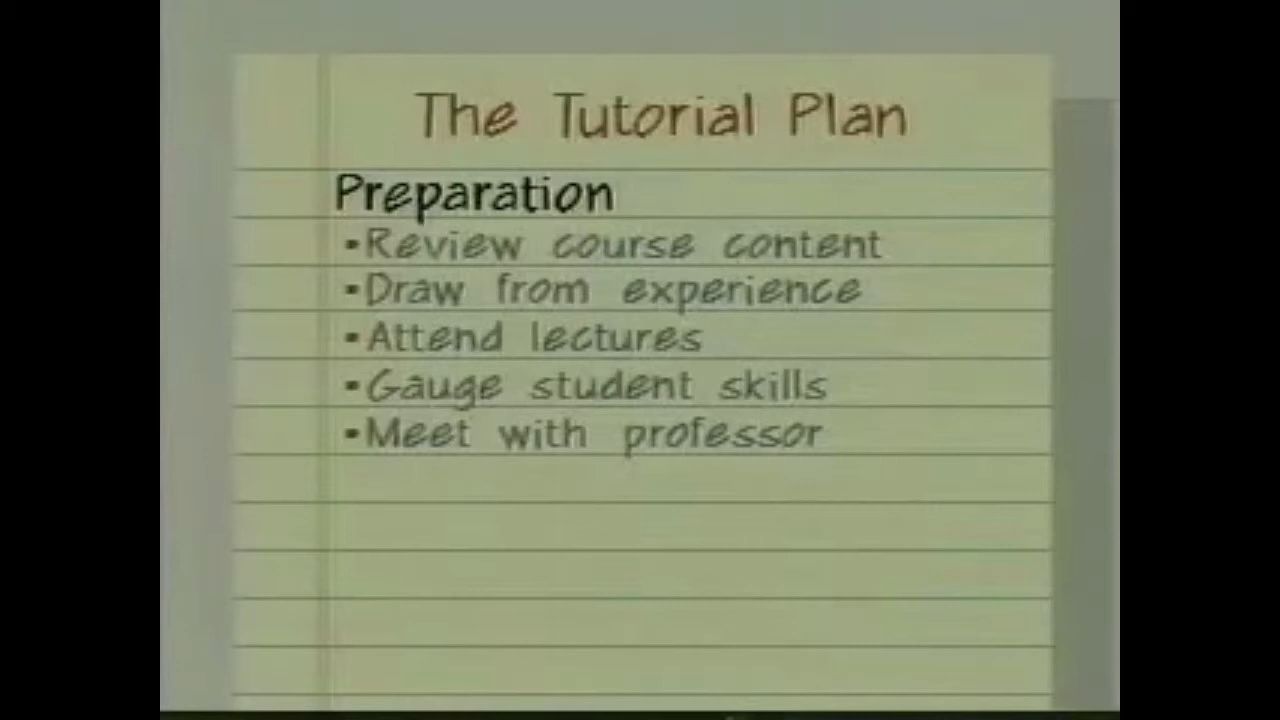 The Tutorial Plan
Preparation
•Review course content
•Draw from experience
•Attend lectures
•Gauge student skills
•Meet with professor